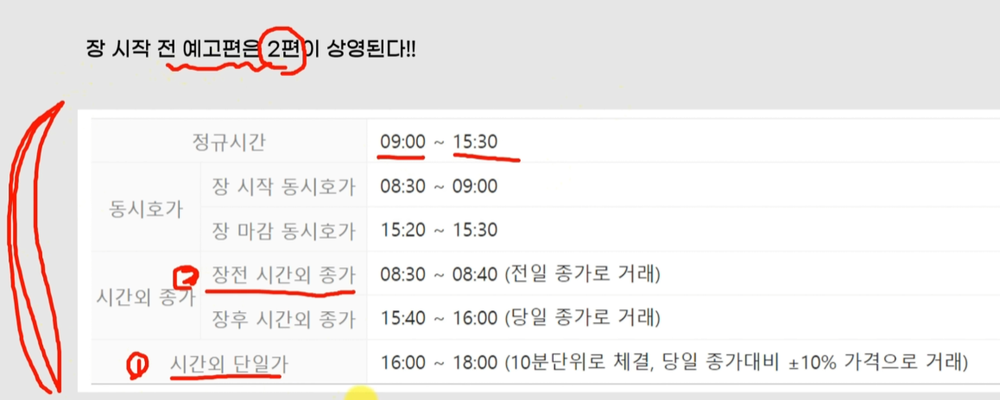 장 시작 전 예고편은 2편이 상영된다!!
정규시간 09:00 ~ 15:30
동시호가 장 시작 동시호가 08:30 ~ 09:00
장 마감 동시호가 15:20 ~ 15:30
시간외 종가 2 장전 시간외 종가 08:30 ~ 08:40 (전일 종가로 거래)
장후 시간외 종가 15:40 ~ 16:00 (당일 종가로 거래)
1 시간외 단일가 16:00 ~ 18:00 (10분단위로 체결, 당일 종가대비 ±10% 가격으로 거래)